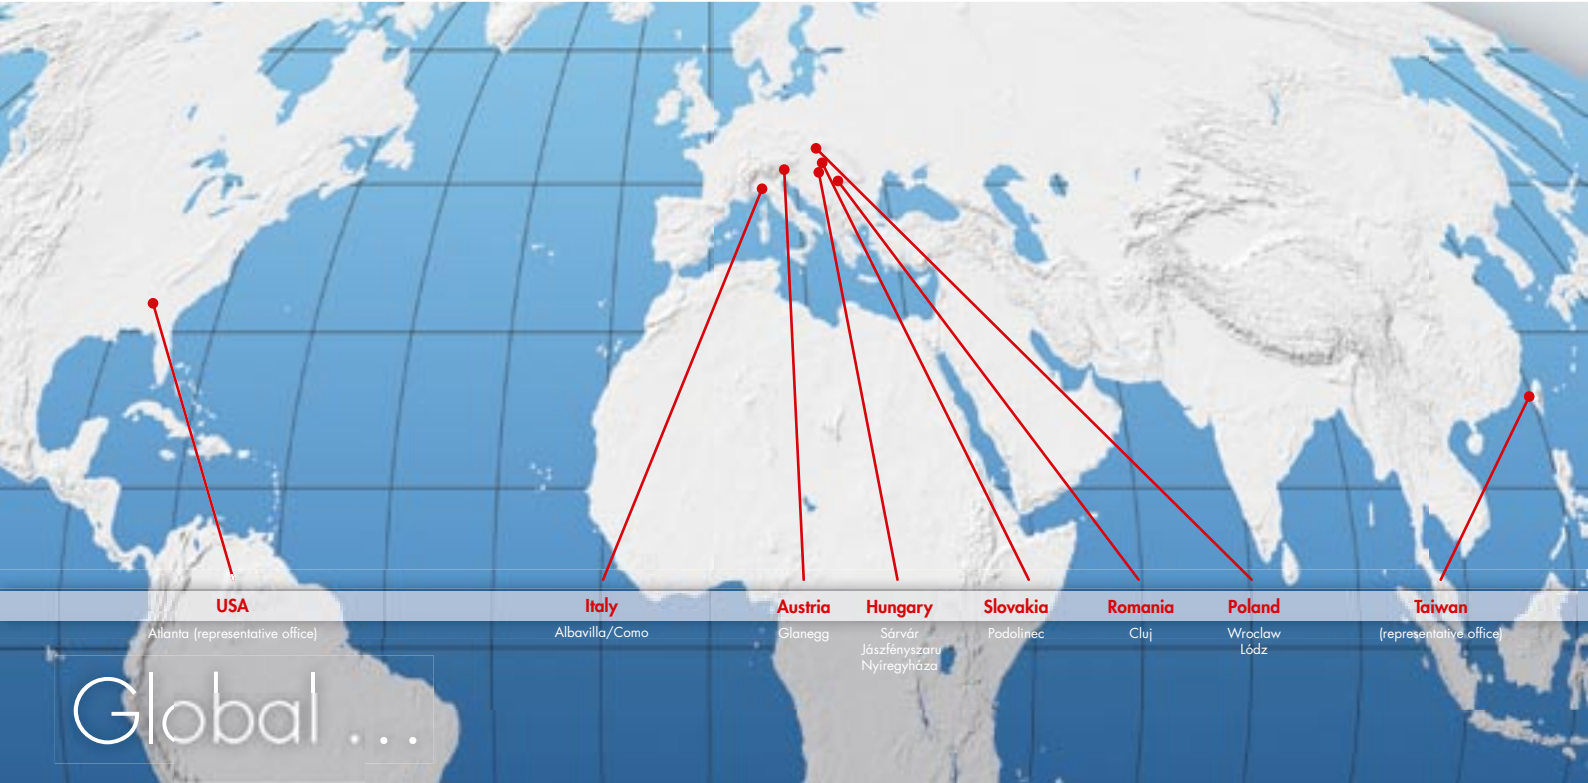 USA
Atlanta (representative office)
Italy
Albavilla/Como
Austria
Glanegg
Hungary
Sárvár
Jászfényszaru
Nyíregyháza
Slovakia
Podolinec
Romania
Cluj
Poland
Wroclaw
Lódz
Taiwan
(representative office)
Global ...